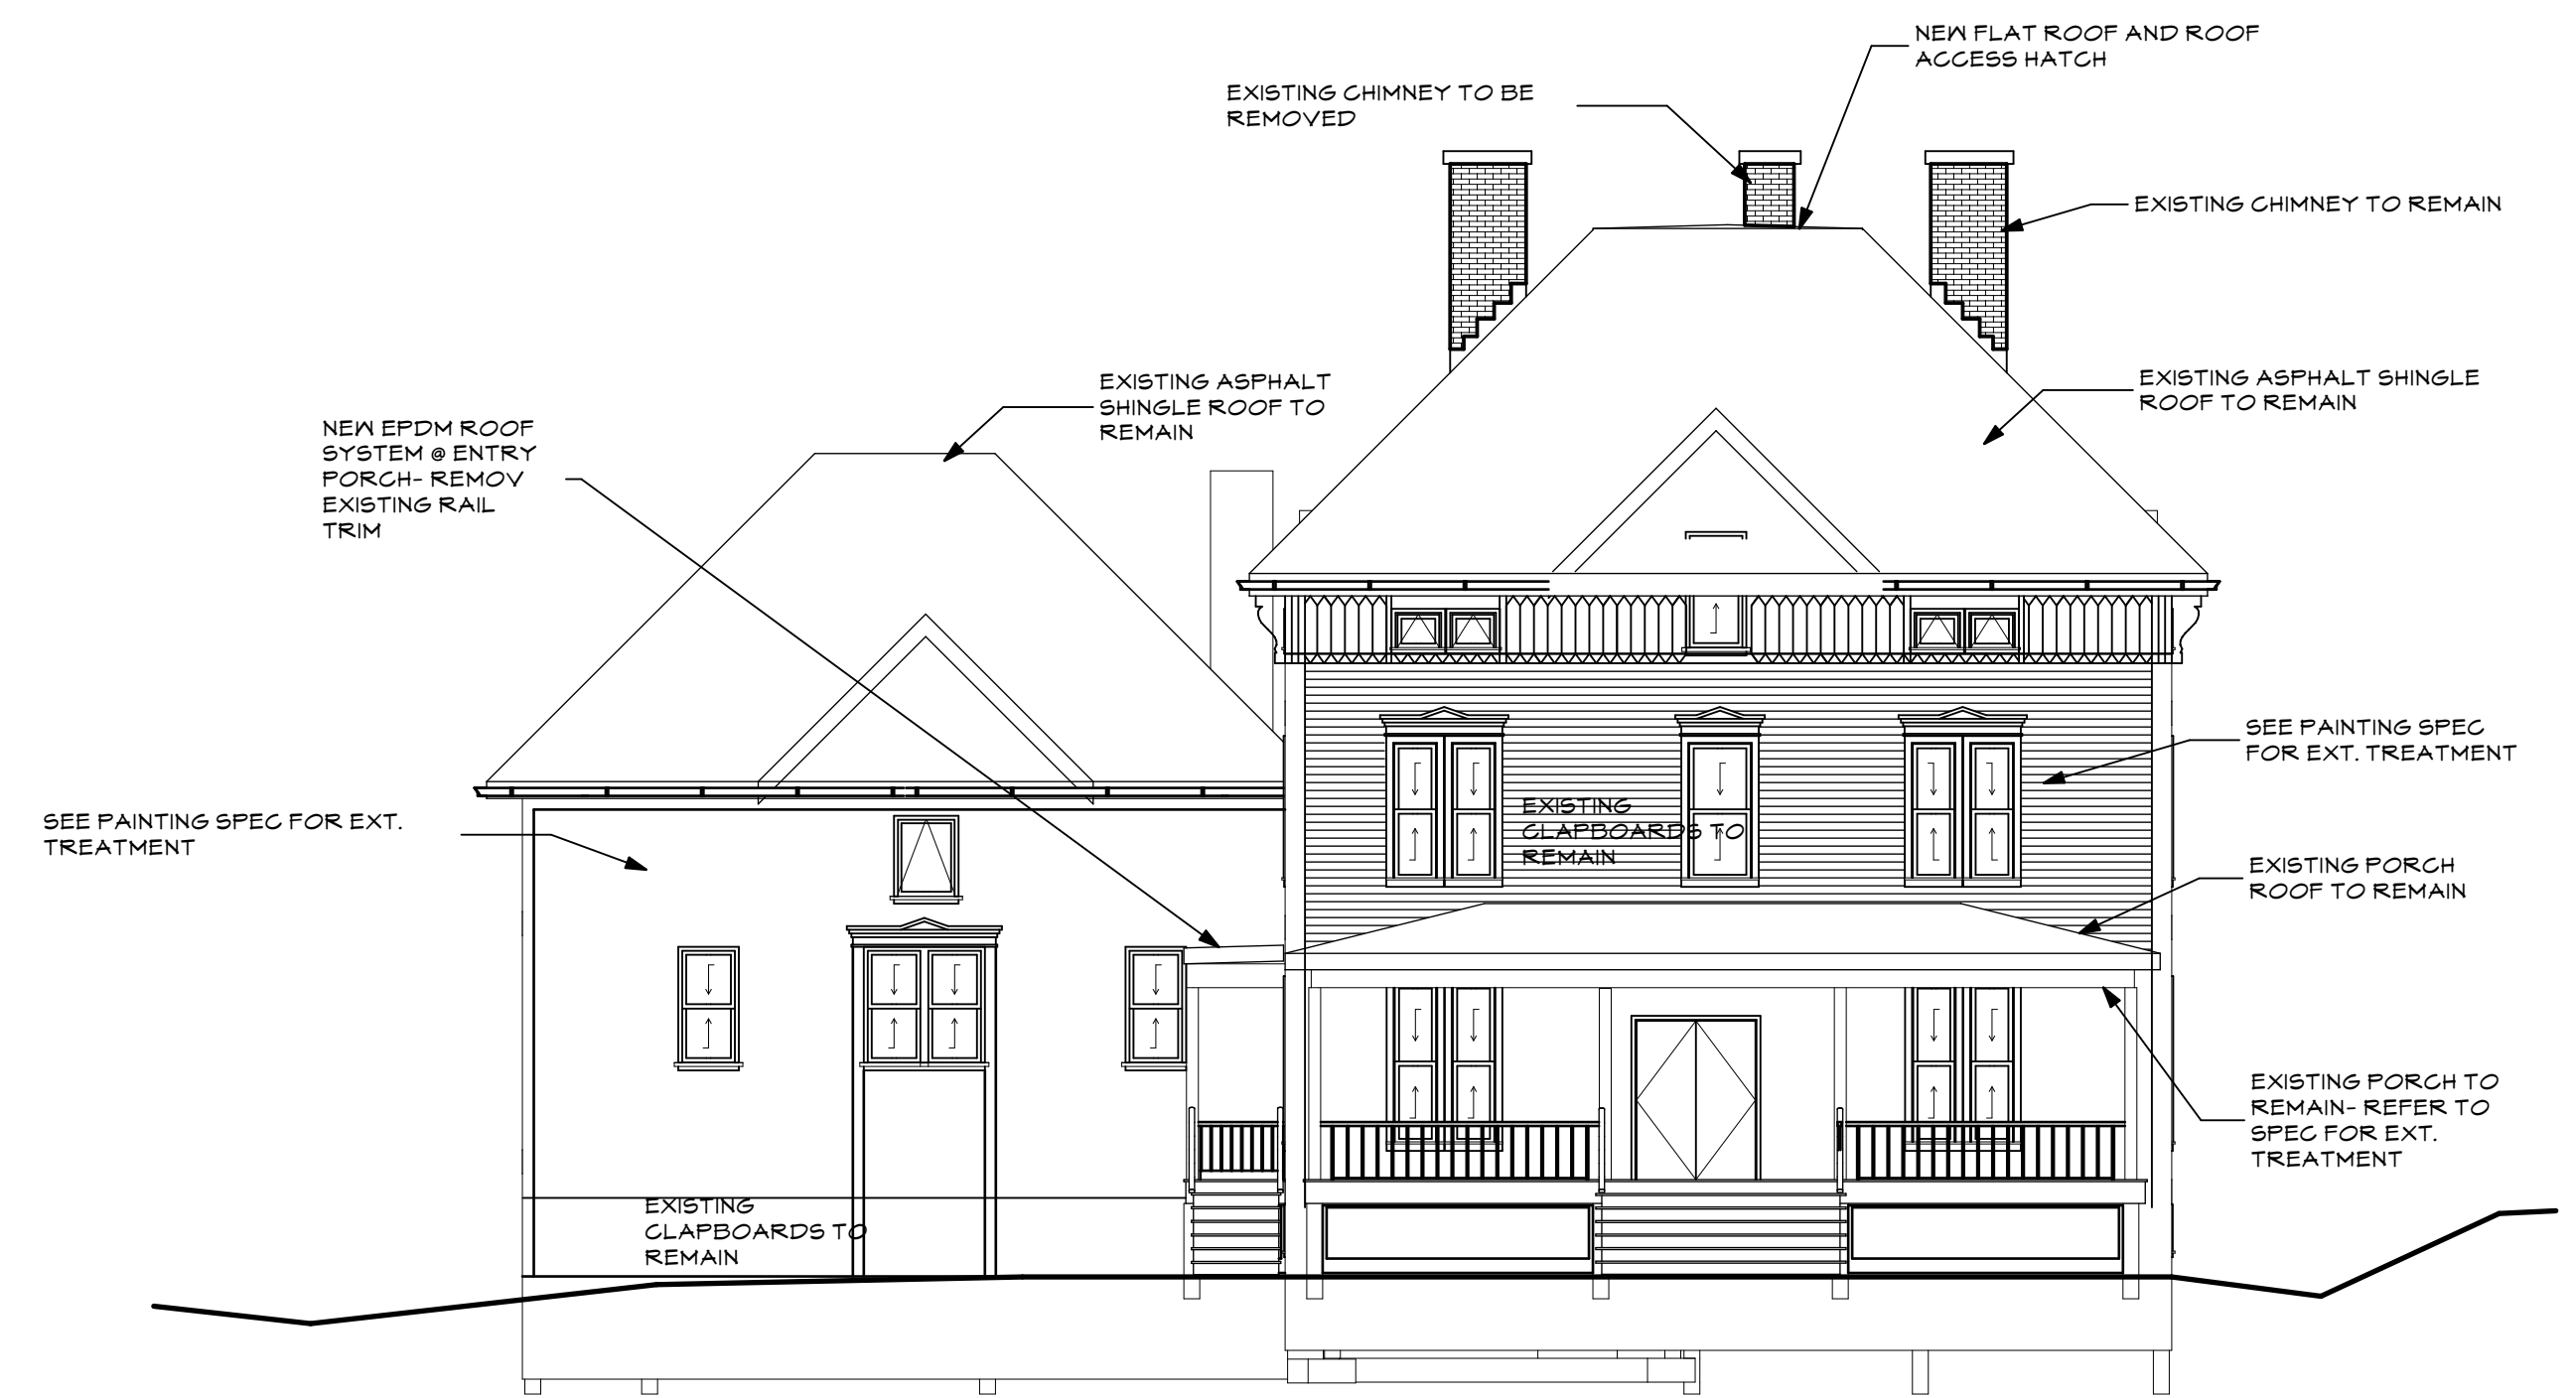 NEW FLAT ROOF AND ROOF
ACCESS HATCH
EXISTING CHIMNEY TO BE
REMOVED
EXISTING CHIMNEY TO REMAIN
EXISTING ASPHALT
SHINGLE ROOF TO
REMAIN
EXISTING ASPHALT SHINGLE
ROOF TO REMAIN
NEW EPDM ROOF
SYSTEM @ ENTRY
PORCH- REMOV
EXISTING RAIL
TRIM
SEE PAINTING SPEC
FOR EXT. TREATMENT
SEE PAINTING SPEC FOR EXT.
TREATMENT
EXISTING
CLAPBOARDS TO
REMAIN
EXISTING PORCH
ROOF TO REMAIN
EXISTING PORCH TO
REMAIN- REFER TO
SPEC FOR EXT.
TREATMENT
EXISTING
CLAPBOARDS TO
REMAIN